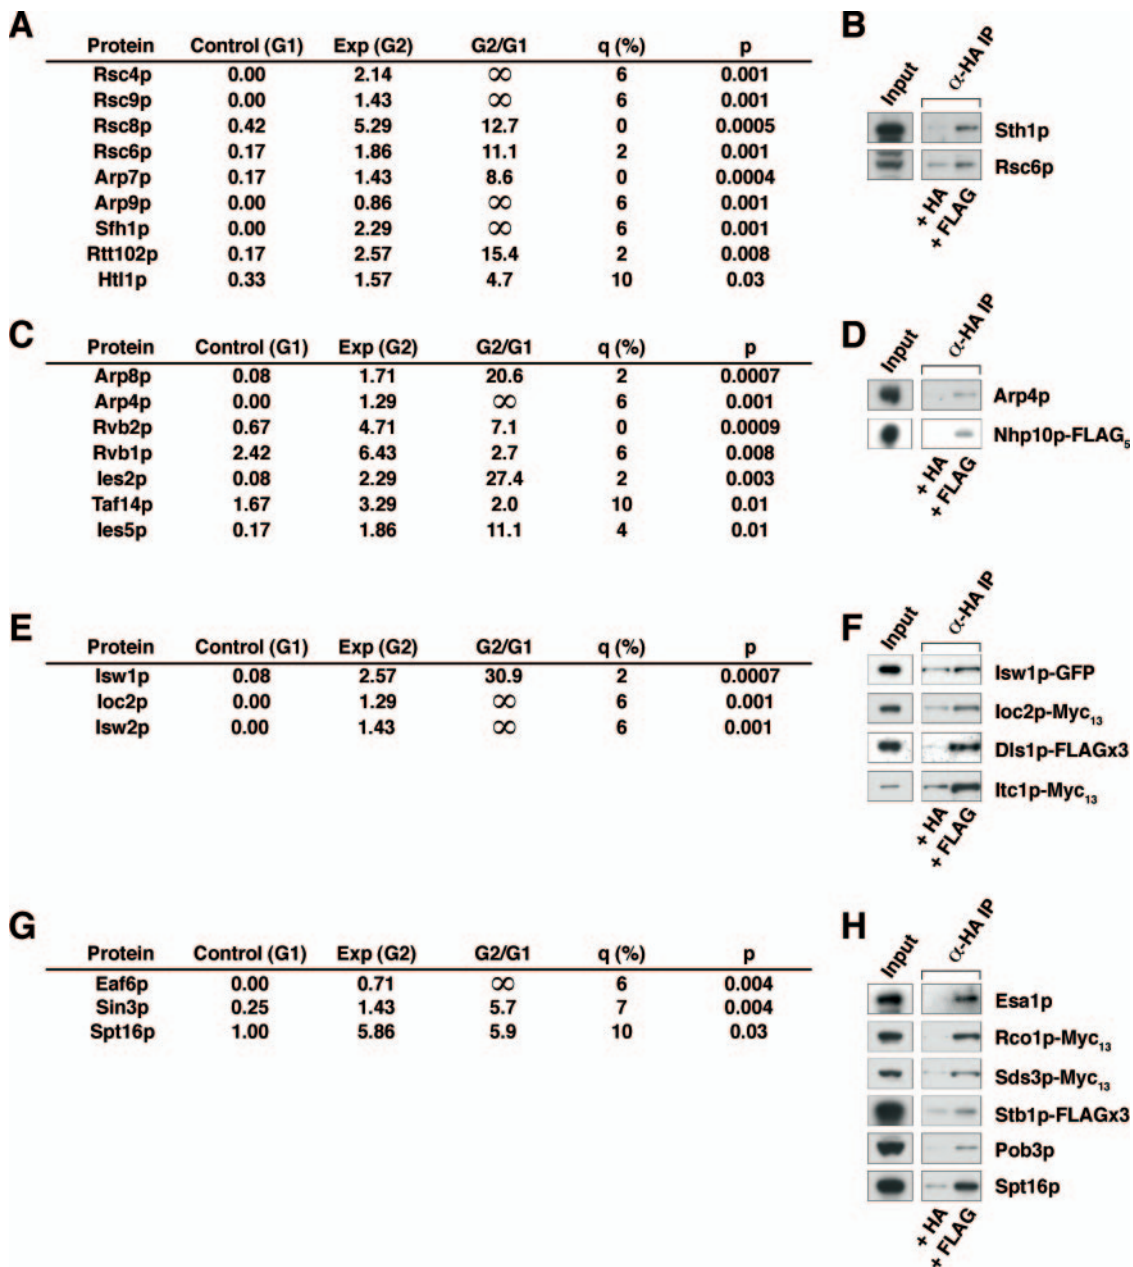 A
Protein Control (G1) Exp (G2) G2/G1 q (%) p
Rsc4p 0.00 2.14 ∞ 6 0.001
Rsc9p 0.00 1.43 ∞ 6 0.001
Rsc8p 0.42 5.29 12.7 0 0.0005
Rsc6p 0.17 1.86 11.1 2 0.001
Arp7p 0.17 1.43 8.6 0 0.0004
Arp9p 0.00 0.86 ∞ 6 0.001
Sfh1p 0.00 2.29 ∞ 6 0.001
Rtt102p 0.17 2.57 15.4 2 0.008
Htl1p 0.33 1.57 4.7 10 0.03
B
Input
α-HA IP
Sth1p
Rsc6p
+ HA
+ FLAG
C
Protein Control (G1) Exp (G2) G2/G1 q (%) p
Arp8p 0.08 1.71 20.6 2 0.0007
Arp4p 0.00 1.29 ∞ 6 0.001
Rvb2p 0.67 4.71 7.1 0 0.0009
Rvb1p 2.42 6.43 2.7 6 0.008
Ies2p 0.08 2.29 27.4 2 0.003
Taf14p 1.67 3.29 2.0 10 0.01
Ies5p 0.17 1.86 11.1 4 0.01
D
Input
α-HA IP
Arp4p
Nhp10p-FLAG₅
+ HA
+ FLAG
E
Protein Control (G1) Exp (G2) G2/G1 q (%) p
Isw1p 0.08 2.57 30.9 2 0.0007
Ioc2p 0.00 1.29 ∞ 6 0.001
Isw2p 0.00 1.43 ∞ 6 0.001
F
Input
α-HA IP
Isw1p-GFP
Ioc2p-Myc₁₃
Dls1p-FLAGx3
Itc1p-Myc₁₃
+ HA
+ FLAG
G
Protein Control (G1) Exp (G2) G2/G1 q (%) p
Eaf6p 0.00 0.71 ∞ 6 0.004
Sin3p 0.25 1.43 5.7 7 0.004
Spt16p 1.00 5.86 5.9 10 0.03
H
Input
α-HA IP
Esa1p
Rco1p-Myc₁₃
Sds3p-Myc₁₃
Stb1p-FLAGx3
Pob3p
Spt16p
+ HA
+ FLAG